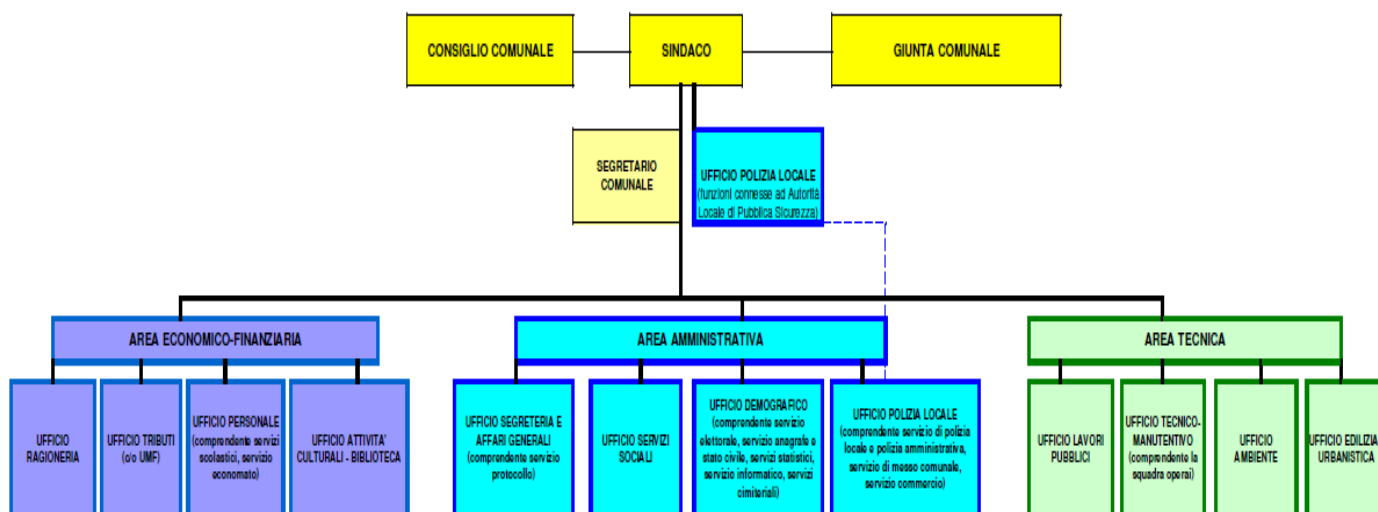 CONSIGLIO COMUNALE
SINDACO
GIUNTA COMUNALE
SEGRETARIO
COMUNALE
UFFICIO POLIZIA LOCALE
(funzioni connesse ad Autorità
Locale di Pubblica Sicurezza)
AREA ECONOMICO-FINANZIARIA
AREA AMMINISTRATIVA
AREA TECNICA
UFFICIO
RAGIONERIA
UFFICIO TRIBUTI
(c/o UMF)
UFFICIO PERSONALE
(comprendente servizi
scolastici, servizio
economato)
UFFICIO ATTIVITA'
CULTURALI - BIBLIOTECA
UFFICIO SEGRETERIA E
AFFARI GENERALI
(comprendente servizio
protocollo)
UFFICIO SERVIZI
SOCIALI
UFFICIO DEMOGRAFICO
(comprendente servizio
elettorale, servizio anagrafe e
stato civile, servizi statistici,
servizio informatico, servizi
cimiteriali)
UFFICIO POLIZIA LOCALE
(comprendente servizio di polizia
locale e polizia amministrativa,
servizio di messo comunale,
servizio commercio)
UFFICIO LAVORI
PUBBLICI
UFFICIO TECNICO-
MANUTENTIVO
(comprendente la
squadra operai)
UFFICIO
AMBIENTE
UFFICIO EDILIZIA
URBANISTICA